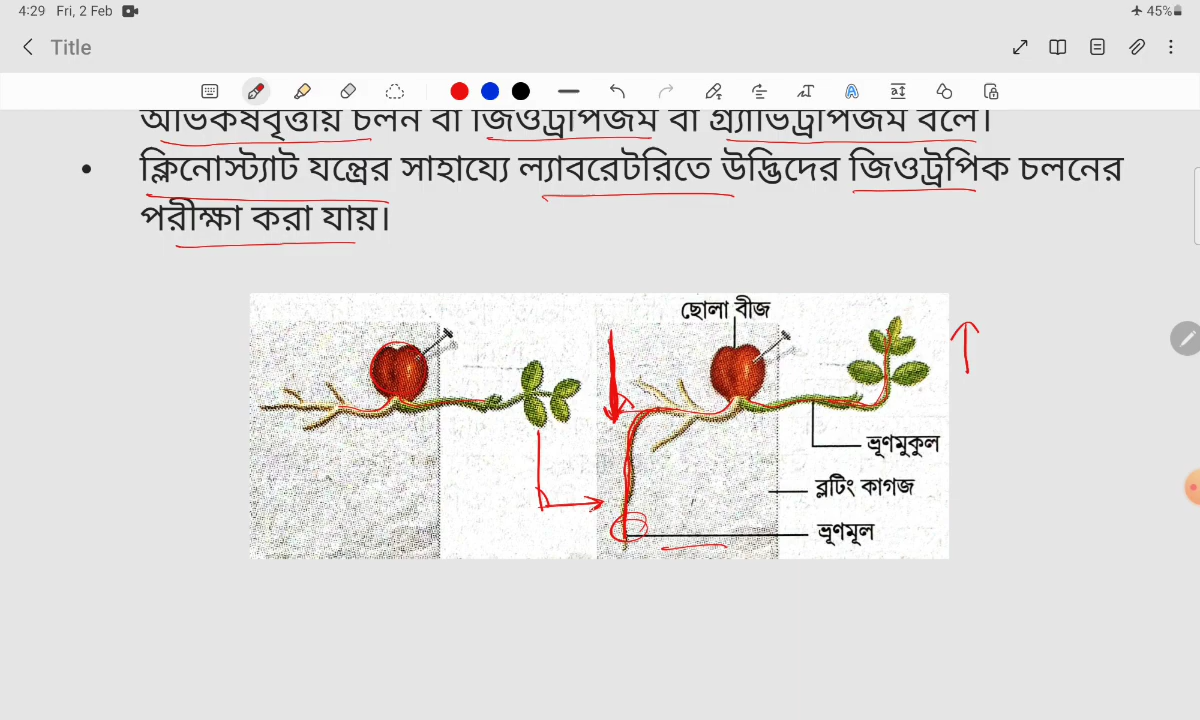 4:29 Fri, 2 Feb 45%
Title
অভিকর্ষবৃত্তীয় চলন বা জিওট্রপিজম বা গ্র্যাভিট্রপিজম বলে।
• ক্লিনোস্ট্যাট যন্ত্রের সাহায্যে ল্যাবরেটরিতে উদ্ভিদের জিওট্রপিক চলনের
পরীক্ষা করা যায়।
ছোলা বীজ
ভ্রূণমুকুল
ব্লটিং কাগজ
ভ্রূণমূল